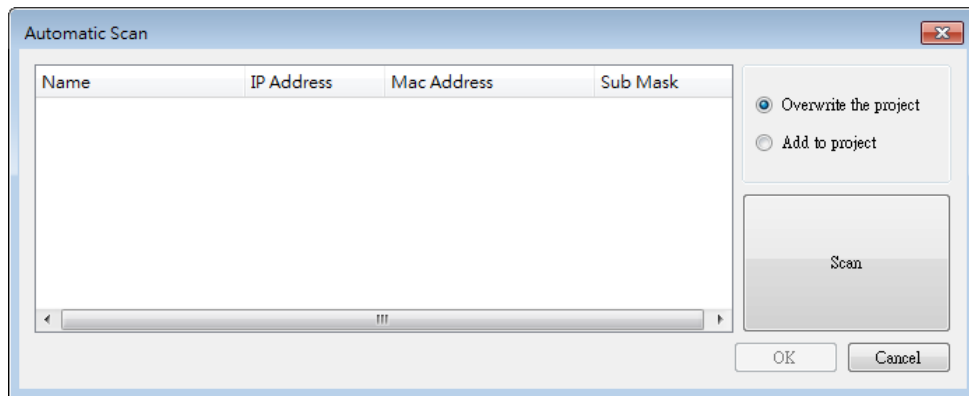 Automatic Scan
Name IP Address Mac Address Sub Mask
Overwrite the project
Add to project
Scan
OK Cancel